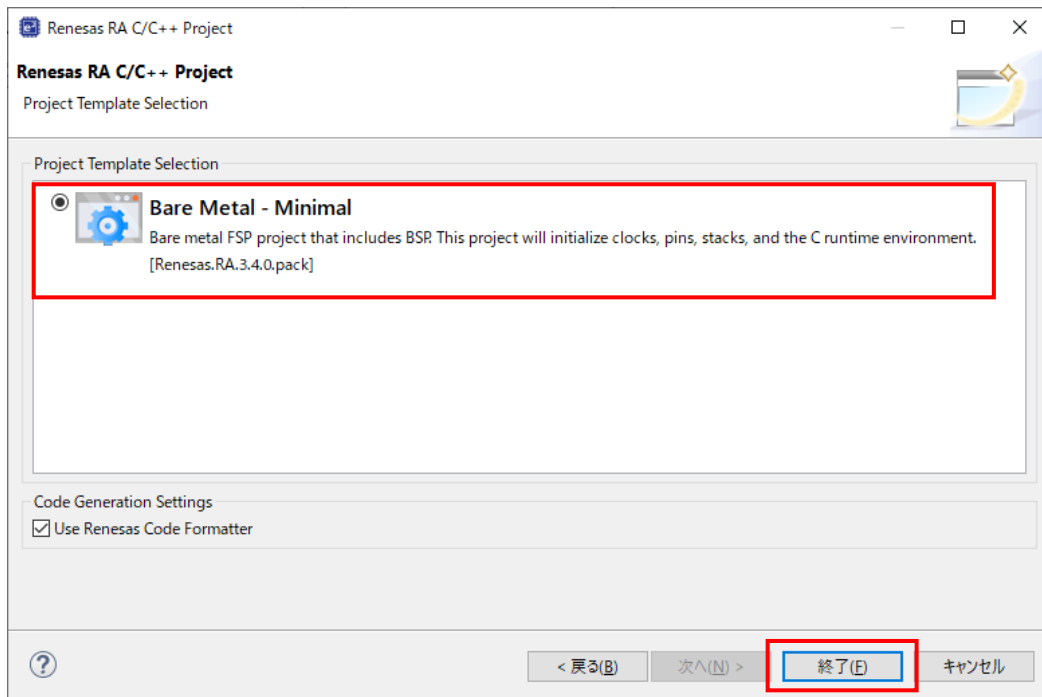 Renesas RA C/C++ Project
Renesas RA C/C++ Project
Project Template Selection
Project Template Selection
Bare Metal - Minimal
Bare metal FSP project that includes BSP. This project will initialize clocks, pins, stacks, and the C runtime environment.
[Renesas.RA.3.4.0.pack]
Code Generation Settings
Use Renesas Code Formatter
< 戻る(B) 次へ(N) > 終了(F) キャンセル